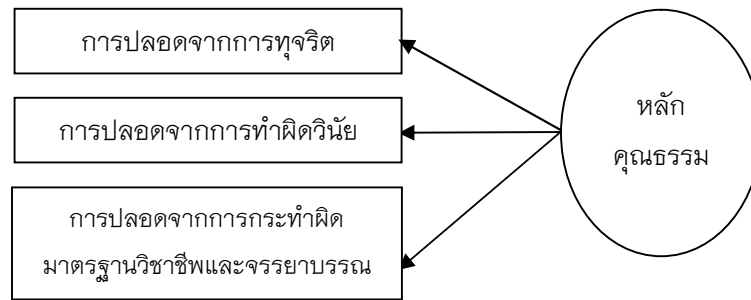 การปลอดจากการทุจริต
การปลอดจากการทำผิดวินัย
การปลอดจากการกระทำผิด
มาตรฐานวิชาชีพและจรรยาบรรณ
หลัก
คุณธรรม